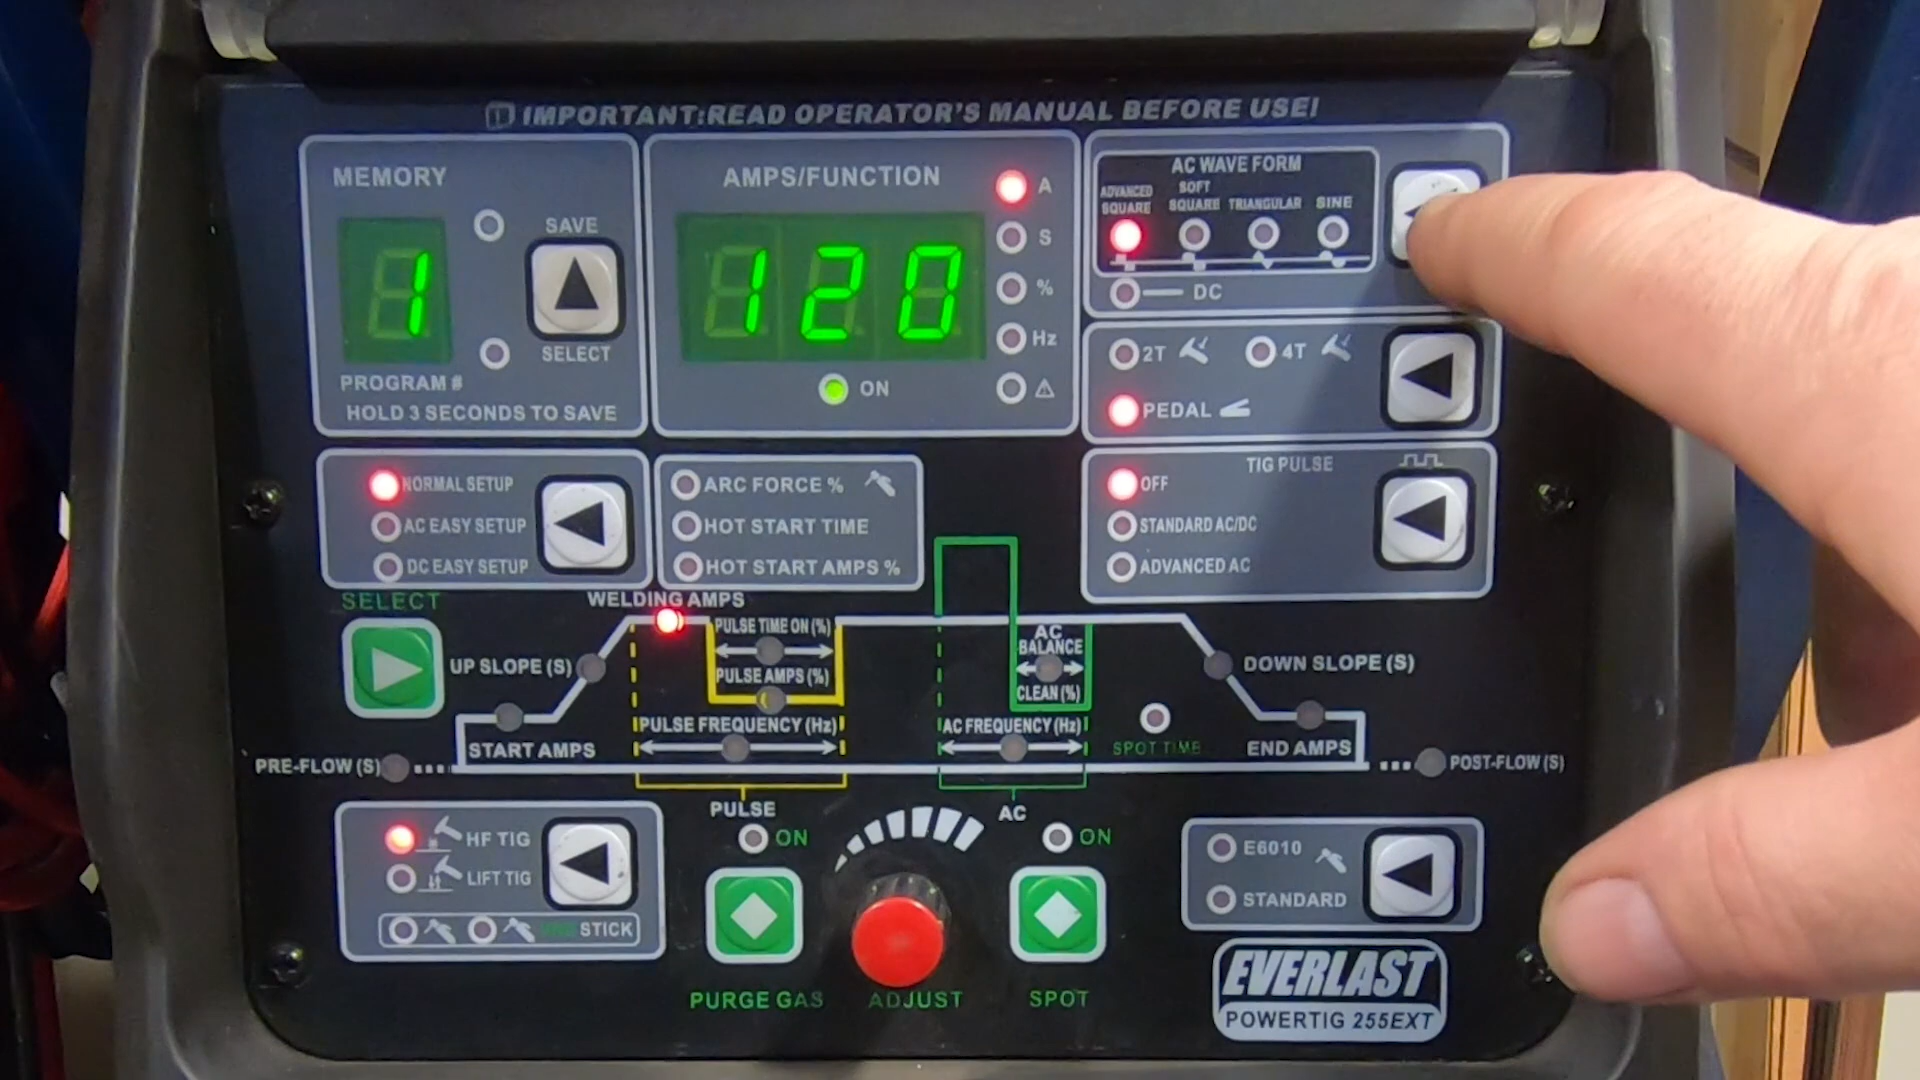 IMPORTANT:READ OPERATOR'S MANUAL BEFORE USE!
MEMORY
1
SAVE
SELECT
PROGRAM #
HOLD 3 SECONDS TO SAVE
AMPS/FUNCTION
120
ON
A
S
%
Hz
AC WAVE FORM
ADVANCED SQUARE
SOFT SQUARE
TRIANGULAR
SINE
DC
2T
4T
PEDAL
NORMAL SETUP
AC EASY SETUP
DC EASY SETUP
ARC FORCE %
HOT START TIME
HOT START AMPS %
TIG PULSE
OFF
STANDARD AC/DC
ADVANCED AC
SELECT
WELDING AMPS
UP SLOPE (S)
PULSE TIME ON (%)
PULSE AMPS (%)
PULSE FREQUENCY (Hz)
START AMPS
PRE-FLOW (S)
AC
BALANCE
CLEAN (%)
AC FREQUENCY (Hz)
SPOT TIME
DOWN SLOPE (S)
END AMPS
POST-FLOW (S)
PULSE
AC
HF TIG
LIFT TIG
STICK
ON
PURGE GAS
ADJUST
ON
SPOT
E6010
STANDARD
EVERLAST
POWERTIG 255EXT